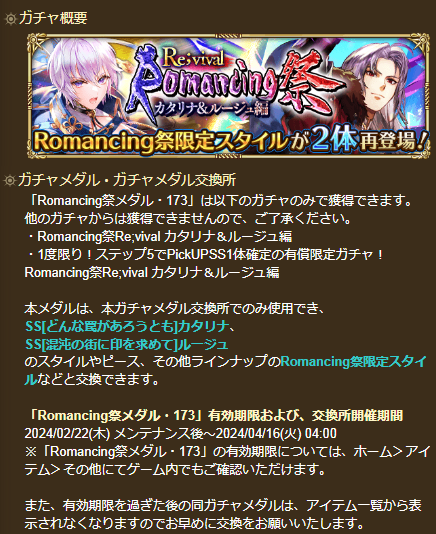 ガチャ概要
Re;vival
Romancing祭
カタリナ＆ルージュ編
Romancing祭限定スタイルが2体再登場！
ガチャメダル・ガチャメダル交換所
「Romancing祭メダル・173」は以下のガチャのみで獲得できます。
他のガチャからは獲得できませんので、ご了承ください。
・Romancing祭Re;vival カタリナ＆ルージュ編
・1度限り！ステップ5でPickUPSS1体確定の有償限定ガチャ！
Romancing祭Re;vival カタリナ＆ルージュ編
本メダルは、本ガチャメダル交換所でのみ使用でき、
SS[どんな罠があろうとも]カタリナ、
SS[混沌の街に印を求めて]ルージュ
のスタイルやピース、その他ラインナップのRomancing祭限定スタイ
ルなどと交換できます。
「Romancing祭メダル・173」有効期限および、交換所開催期間
2024/02/22(木) メンテナンス後～2024/04/16(火) 04:00
※「Romancing祭メダル・173」の有効期限については、ホーム＞アイ
テム＞その他にてゲーム内でもご確認いただけます。
また、有効期限を過ぎた後の同ガチャメダルは、アイテム一覧から表
示されなくなりますのでお早めに交換をお願いいたします。